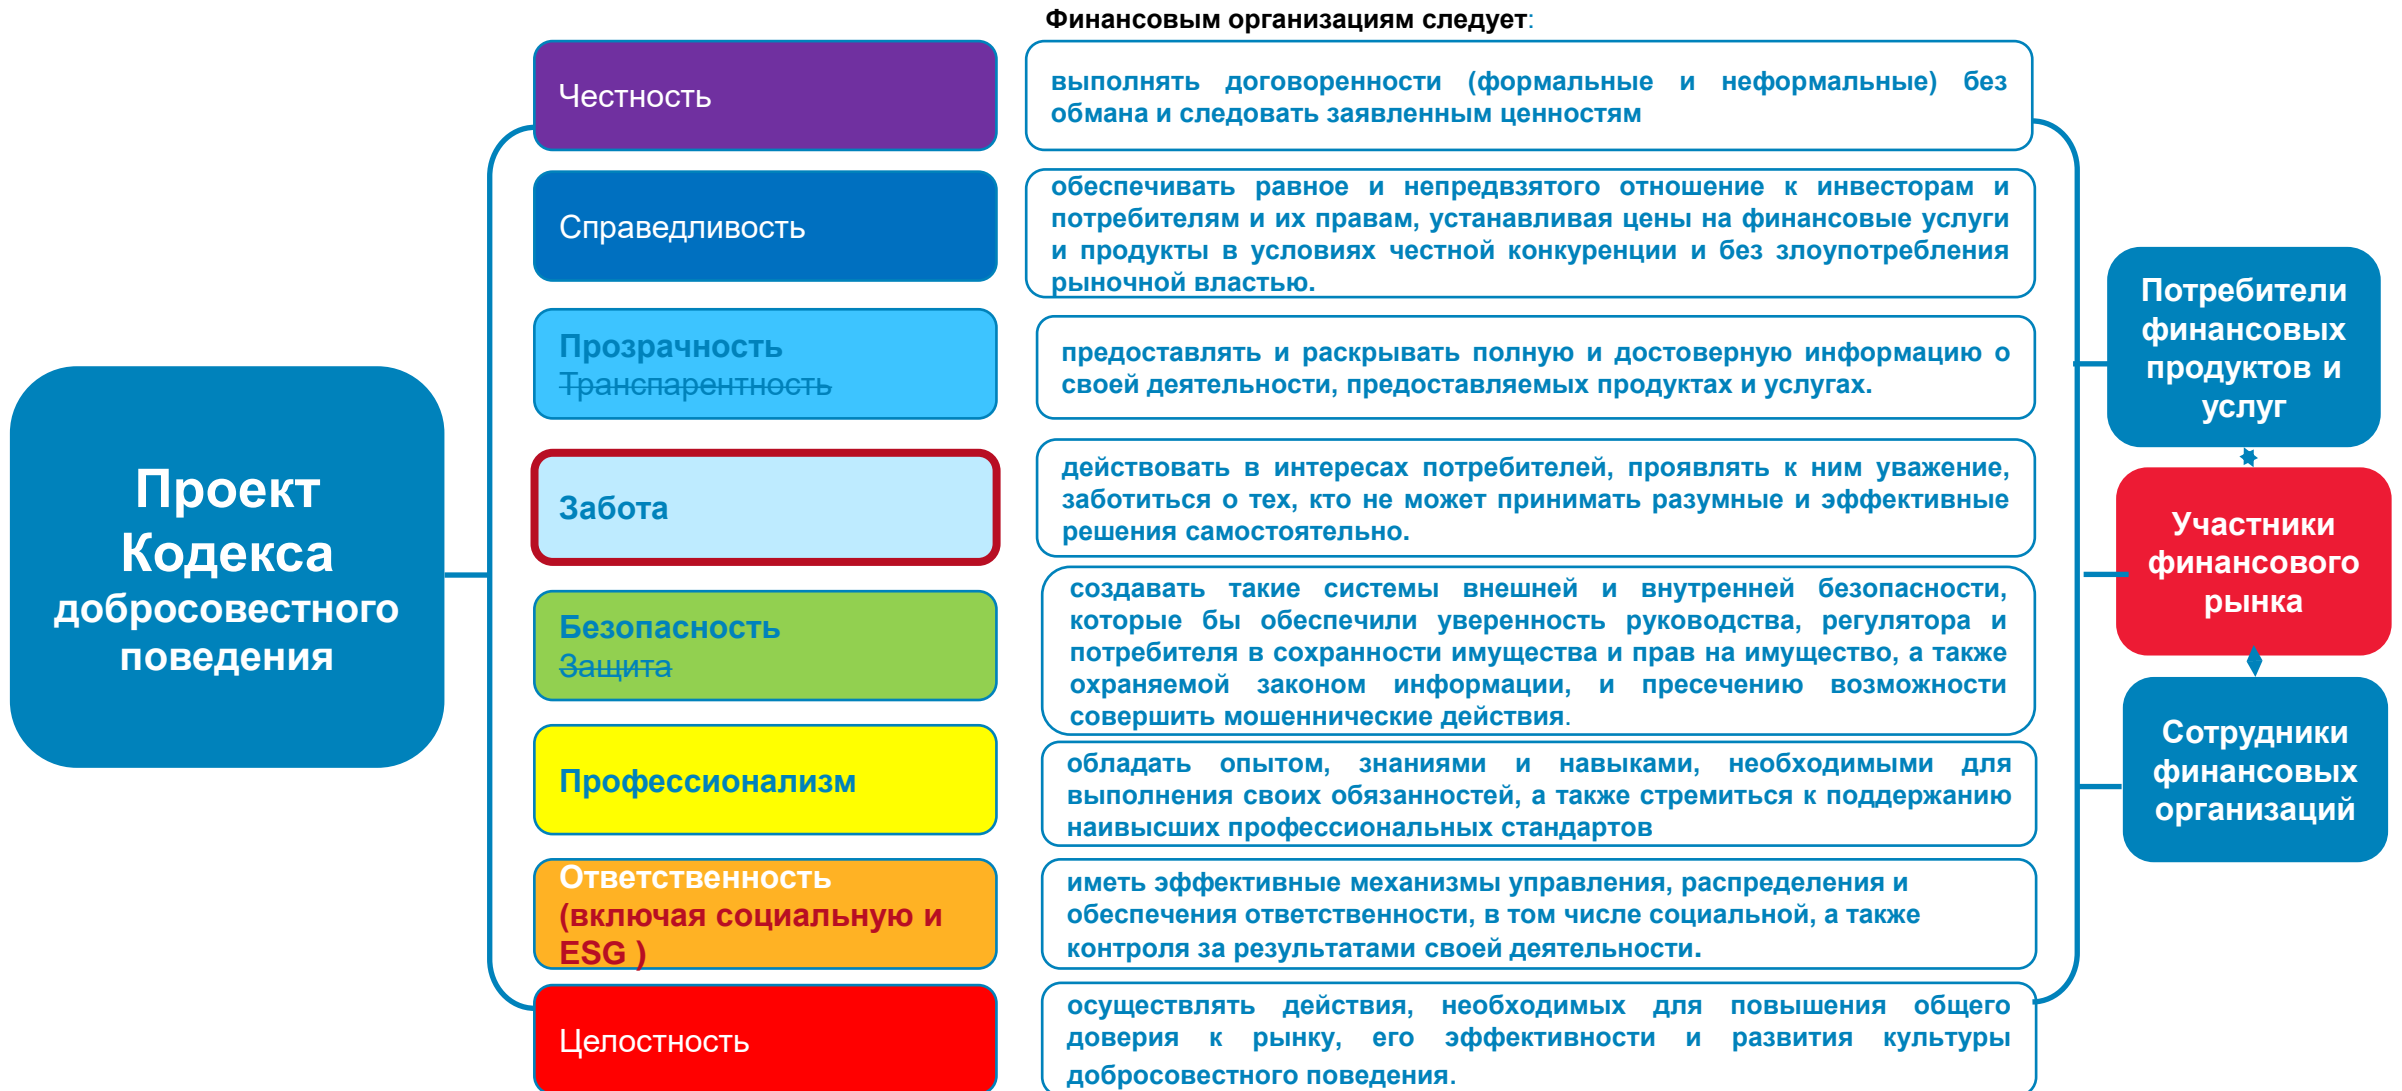 Финансовым организациям следует:
Проект
Кодекса
добросовестного
поведения
Честность
выполнять договоренности (формальные и неформальные) без
обмана и следовать заявленным ценностям
Справедливость
обеспечивать равное и непредвзятого отношение к инвесторам и
потребителям и их правам, устанавливая цены на финансовые услуги
и продукты в условиях честной конкуренции и без злоупотребления
рыночной властью.
Прозрачность
Транспарентность
предоставлять и раскрывать полную и достоверную информацию о
своей деятельности, предоставляемых продуктах и услугах.
Забота
действовать в интересах потребителей, проявлять к ним уважение,
заботиться о тех, кто не может принимать разумные и эффективные
решения самостоятельно.
Безопасность
Защита
создавать такие системы внешней и внутренней безопасности,
которые бы обеспечили уверенность руководства, регулятора и
потребителя в сохранности имущества и прав на имущество, а также
охраняемой законом информации, и пресечению возможности
совершить мошеннические действия.
Профессионализм
обладать опытом, знаниями и навыками, необходимыми для
выполнения своих обязанностей, а также стремиться к поддержанию
наивысших профессиональных стандартов
Ответственность
(включая социальную и
ESG )
иметь эффективные механизмы управления, распределения и
обеспечения ответственности, в том числе социальной, а также
контроля за результатами своей деятельности.
Целостность
осуществлять действия, необходимых для повышения общего
доверия к рынку, его эффективности и развития культуры
добросовестного поведения.
Потребители
финансовых
продуктов и
услуг
Участники
финансового
рынка
Сотрудники
финансовых
организаций